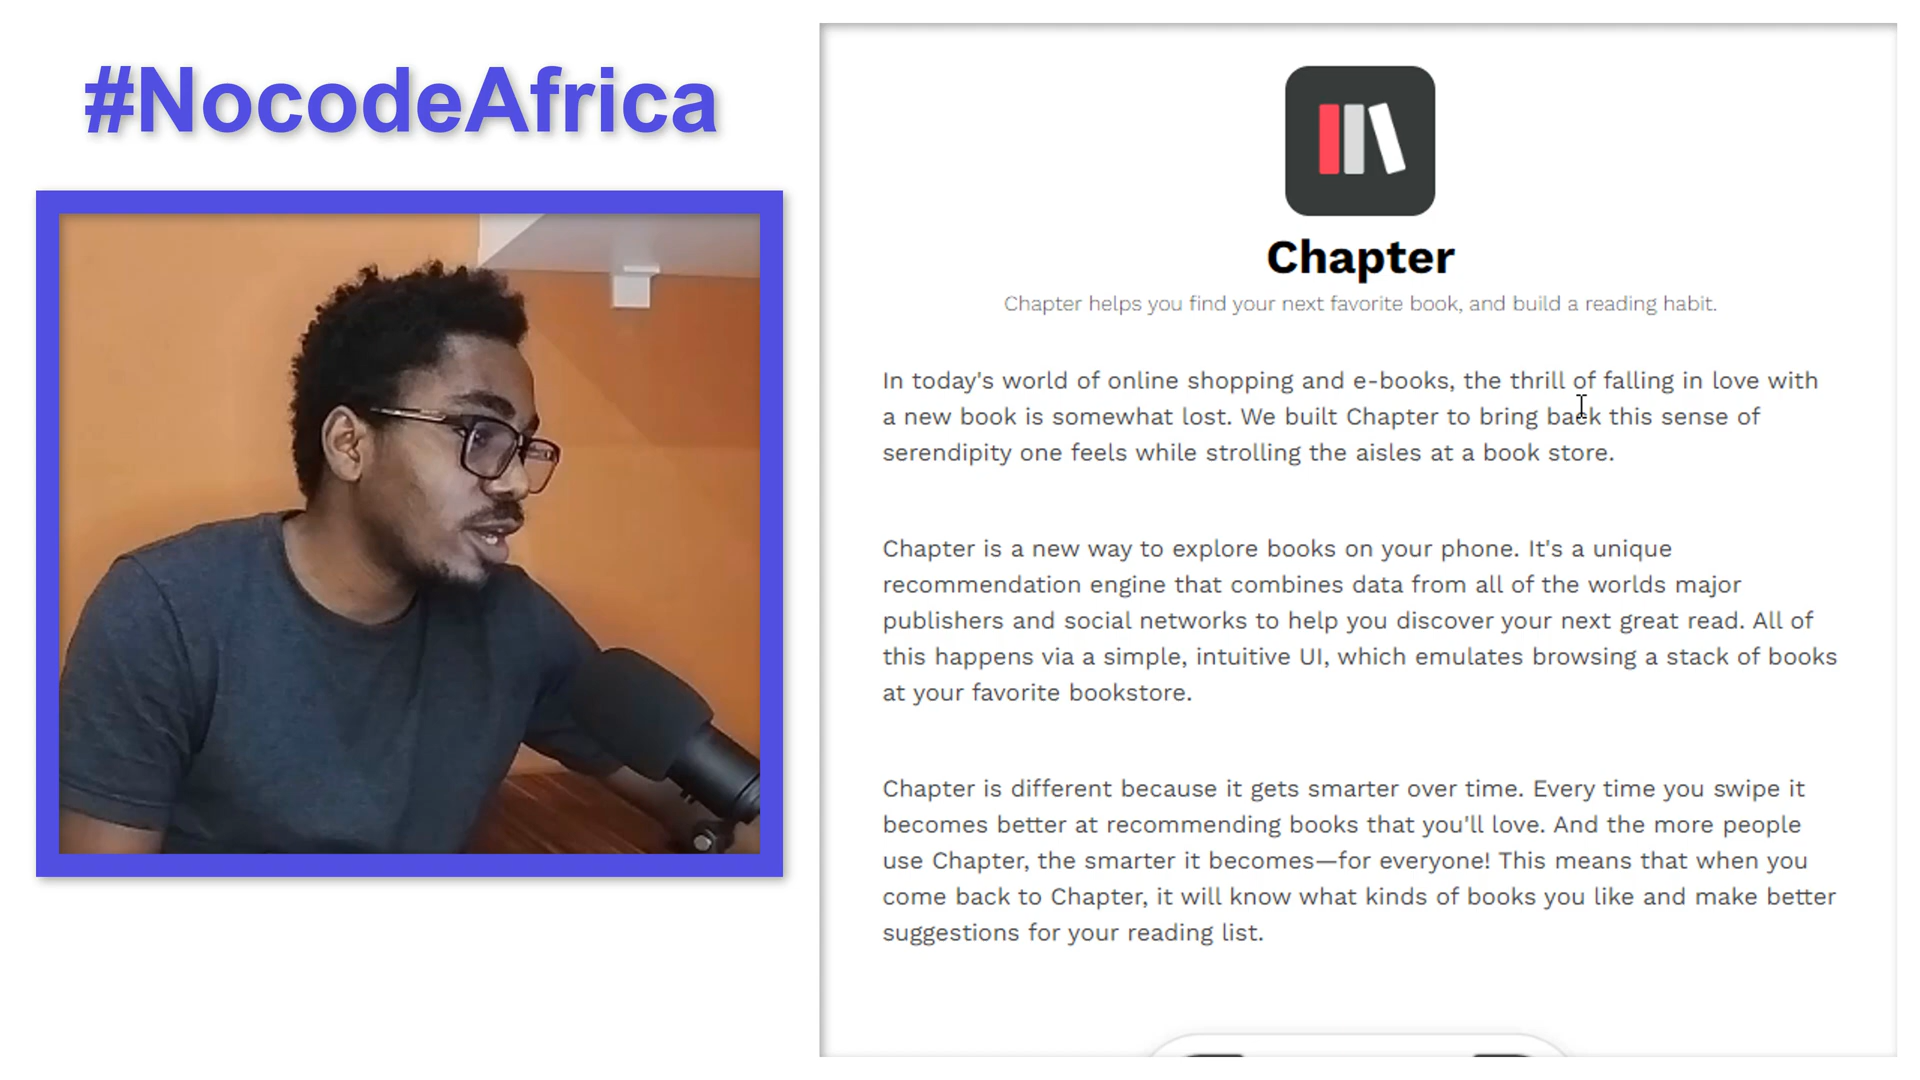 #NocodeAfrica
Chapter
Chapter helps you find your next favorite book, and build a reading habit.
In today's world of online shopping and e-books, the thrill of falling in love with
a new book is somewhat lost. We built Chapter to bring back this sense of
serendipity one feels while strolling the aisles at a book store.
Chapter is a new way to explore books on your phone. It's a unique
recommendation engine that combines data from all of the worlds major
publishers and social networks to help you discover your next great read. All of
this happens via a simple, intuitive UI, which emulates browsing a stack of books
at your favorite bookstore.
Chapter is different because it gets smarter over time. Every time you swipe it
becomes better at recommending books that you'll love. And the more people
use Chapter, the smarter it becomes—for everyone! This means that when you
come back to Chapter, it will know what kinds of books you like and make better
suggestions for your reading list.